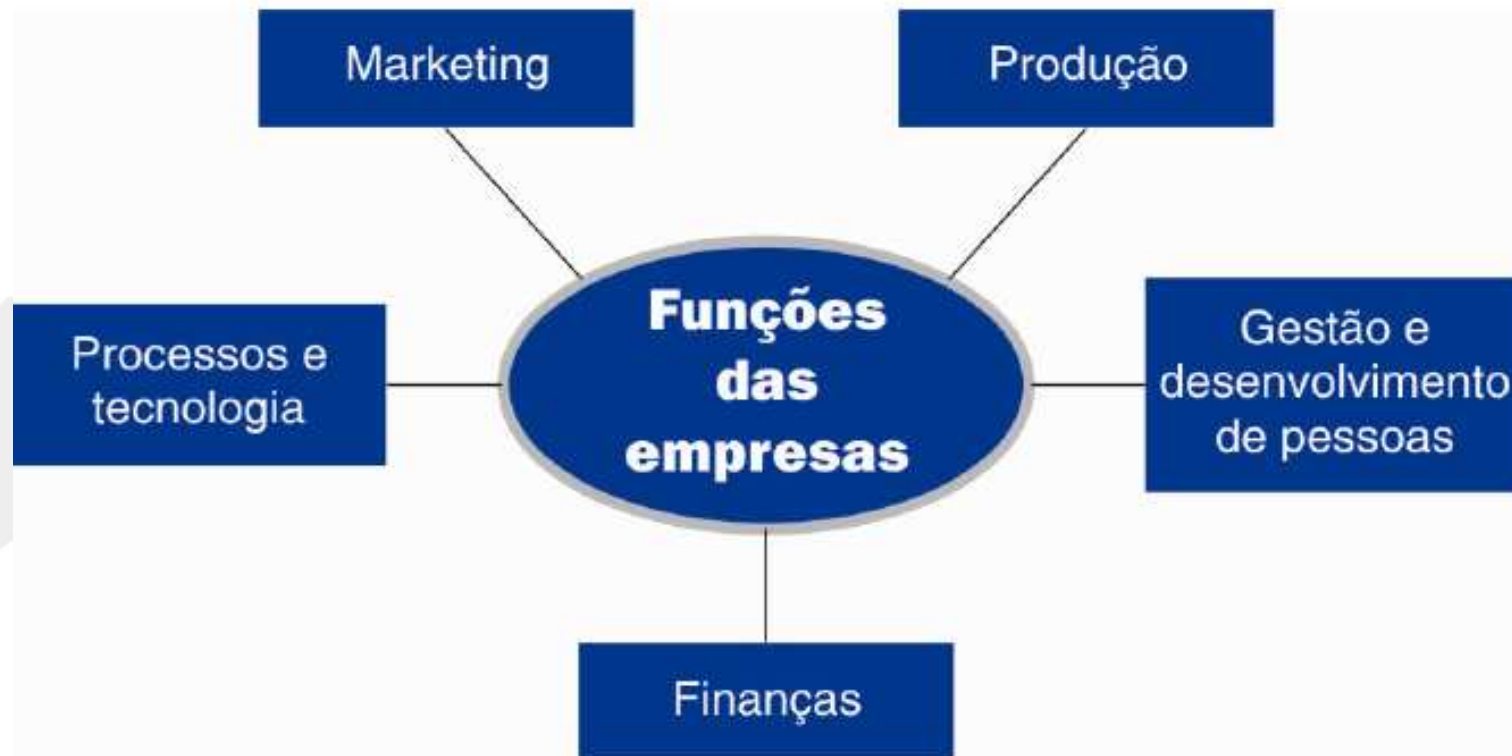 Marketing
Produção
Funções
das
empresas
Processos e
tecnologia
Gestão e
desenvolvimento
de pessoas
Finanças